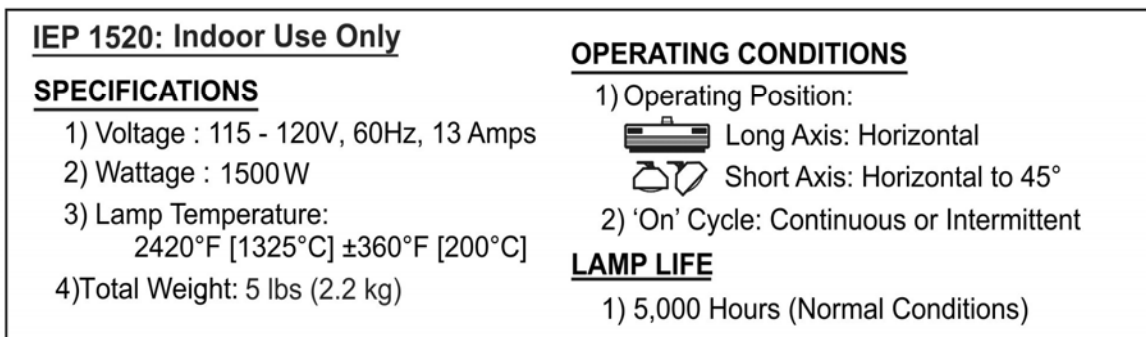 IEP 1520: Indoor Use Only
SPECIFICATIONS
1) Voltage : 115 - 120V, 60Hz, 13 Amps
2) Wattage : 1500W
3) Lamp Temperature:
2420°F [1325°C] ±360°F [200°C]
4)Total Weight: 5 lbs (2.2 kg)
OPERATING CONDITIONS
1) Operating Position:
Long Axis: Horizontal
Short Axis: Horizontal to 45°
2) ‘On’ Cycle: Continuous or Intermittent
LAMP LIFE
1) 5,000 Hours (Normal Conditions)